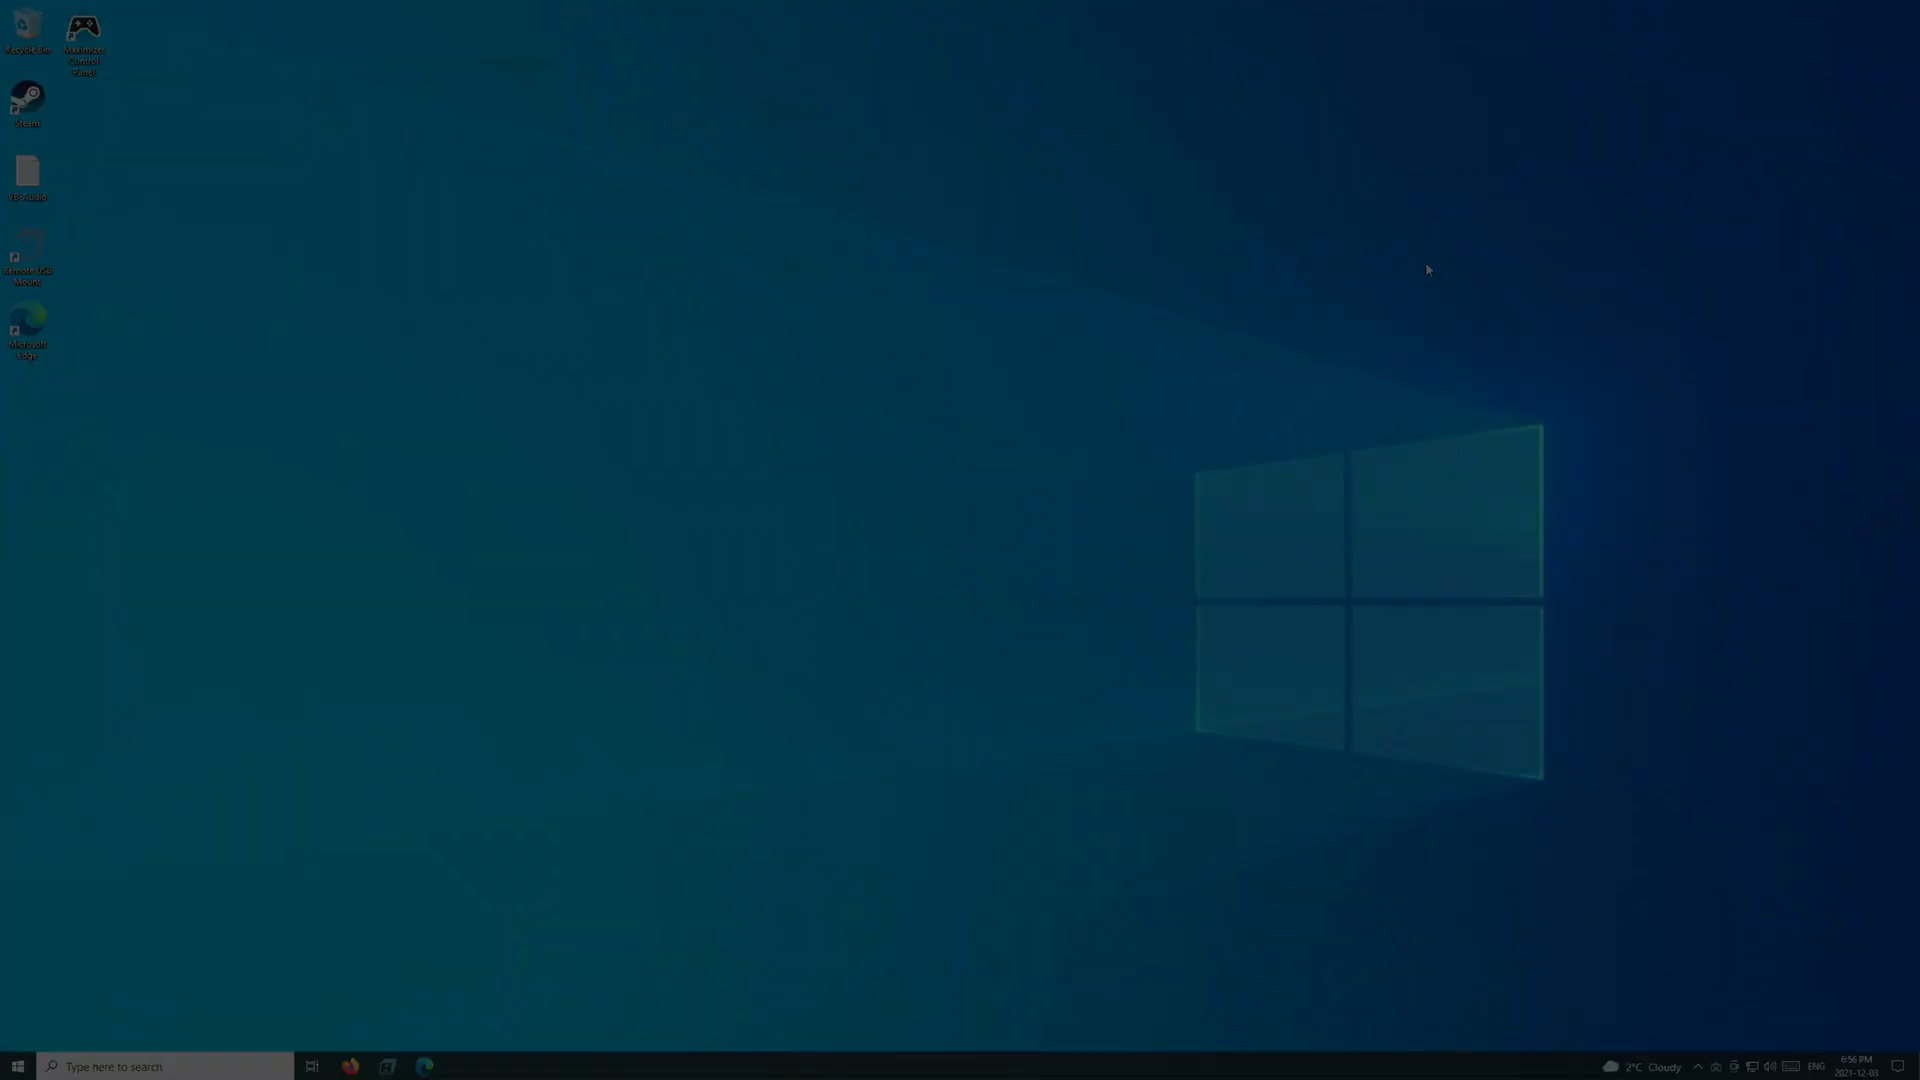 Recycle Bin
Maximizer
Control
Panel
Steam
VB-Audio
Remote USB
Mount
Microsoft
Edge
Type here to search
2°C Cloudy
ENG
6:56 PM
2021-12-03